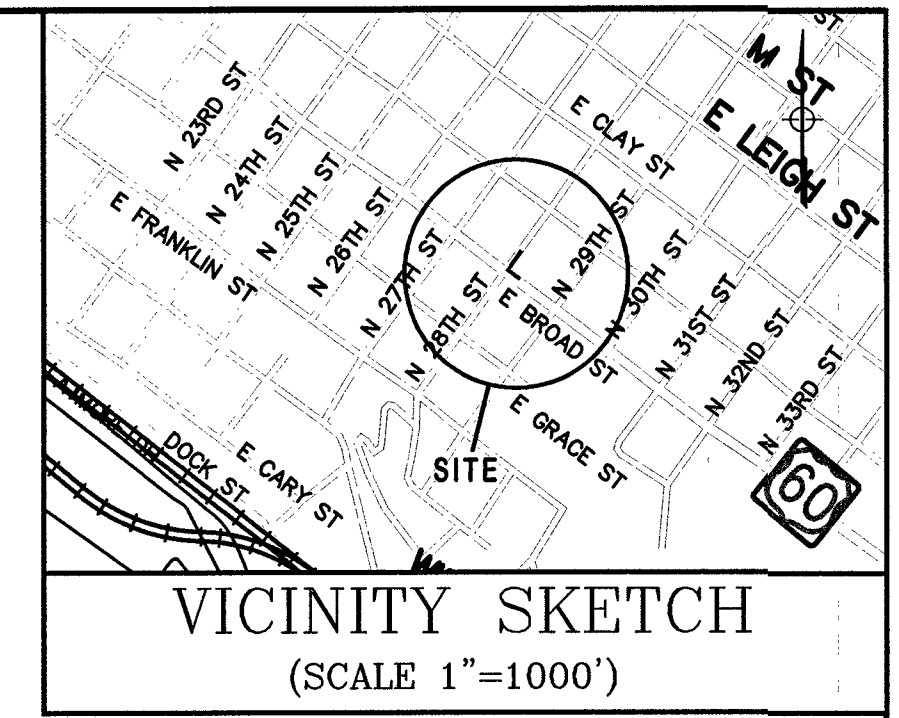 ST
M ST
E LEIGH ST
E CLAY ST
N 23RD ST
N 24TH ST
N 25TH ST
N 26TH ST
N 27TH ST
N 28TH ST
N 29TH ST
N 30TH ST
N 31ST ST
N 32ND ST
N 33RD ST
E FRANKLIN ST
L
E BROAD ST
E GRACE ST
DOCK ST
E CARY ST
SITE
60
VICINITY SKETCH
(SCALE 1"=1000')